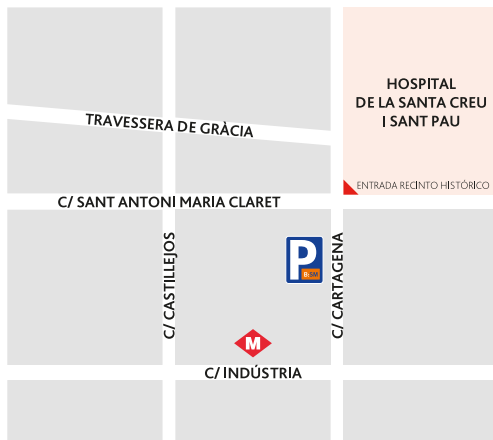 HOSPITAL
DE LA SANTA CREU
I SANT PAU
TRAVESSERA DE GRÀCIA
ENTRADA RECINTO HISTÓRICO
C/ SANT ANTONI MARIA CLARET
C/ CASTILLEJOS
P
BSM
C/ CARTAGENA
M
C/ INDÚSTRIA